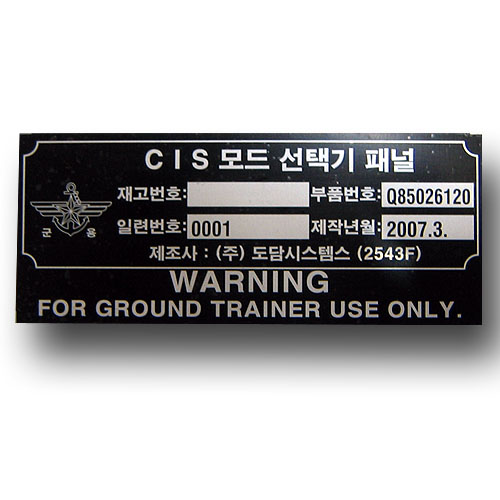 CIS 모드 선택기 패널
재고번호: 부품번호: Q85026120
일련번호: 0001 제작년월: 2007.3.
군 용
제조사 : (주) 도담시스템스 (2543F)
WARNING
FOR GROUND TRAINER USE ONLY.